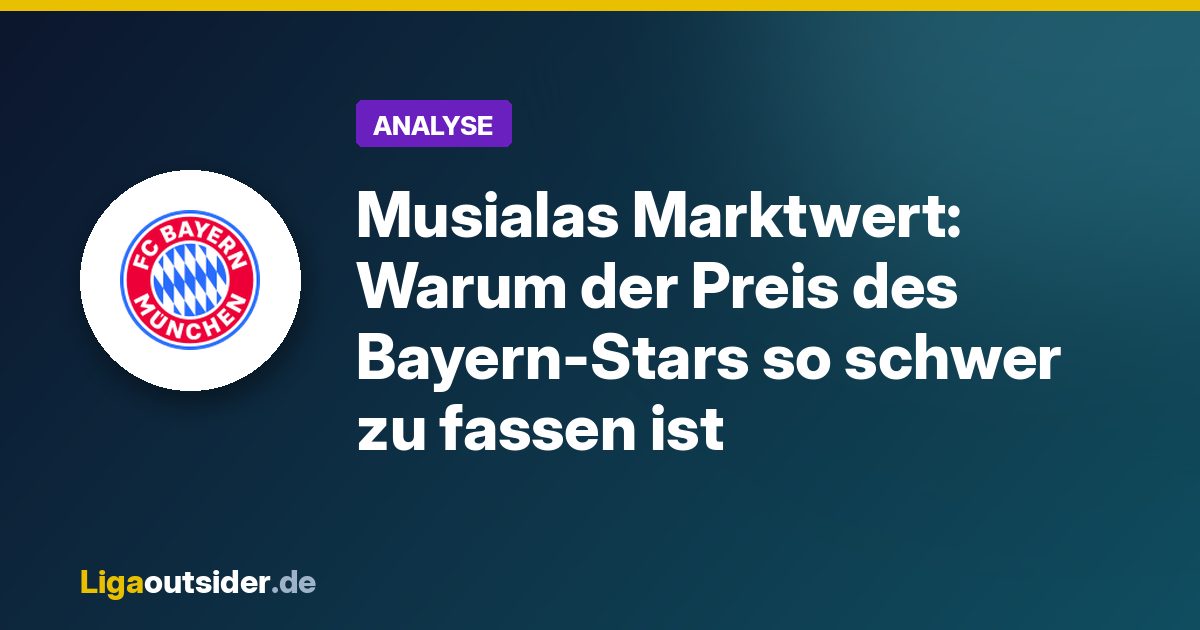 ANALYSE
FC BAYERN
MÜNCHEN
Musialas Marktwert:
Warum der Preis des
Bayern-Stars so schwer
zu fassen ist
Ligaoutsider.de